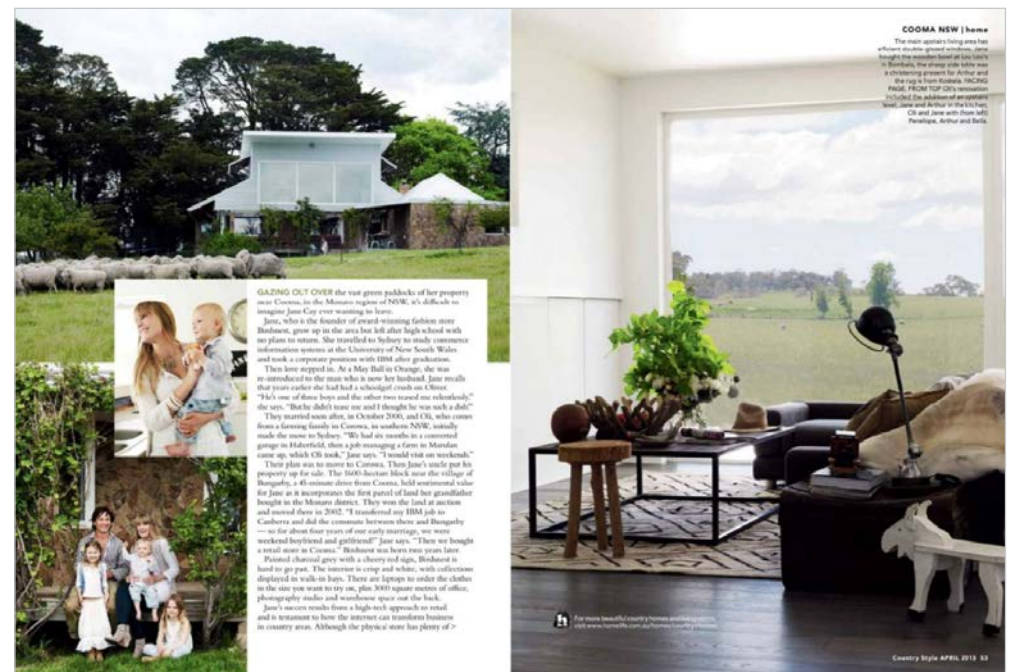 GAZING OUT OVER the vast green paddocks of her property
near Cooma, in the Monaro region of NSW, it's difficult to
imagine Jane Cay ever wanting to leave.
Jane, who is the founder of award-winning fashion store
Birdsnest, grew up in the area but left after high school with
no plans to return. She travelled to Sydney to study commerce
information systems at the University of New South Wales
and took a corporate position with IBM after graduation.
Then love stepped in. At a May Ball in Orange, she was
re-introduced to the man who is now her husband. Jane recalls
that years earlier she had had a schoolgirl crush on Oliver.
"He's one of three boys and the other two teased me relentlessly,"
she says. "But he didn't tease me and I thought he was such a dish!"
They married soon after, in October 2000, and Oli, who comes
from a farming family in Corowa, in southern NSW, initially
made the move to Sydney. "We had six months in a converted
garage in Haberfield, then a job managing a farm in
came up, which Oli took," Jane says. "I would visit on weekends."
Their plan was to move to Corowa. Then Jane's uncle put his
property up for sale. The 1600-hectare block near the village of
Bungarby, a 45-minute drive from Cooma, held sentimental value
for Jane as it incorporates the first parcel of land her grandfather
bought in the Monaro district. They won the land at auction
and moved there in 2002. "I transferred my IBM job to
Canberra and did the commute between there and Bungarby
— so for about four years of our early marriage, we were
weekend boyfriend and girlfriend!" Jane says. "Then we bought
a retail store in Cooma." Birdsnest was born two years later.
Painted charcoal grey with a cheery red sign, Birdsnest is
hard to go past. The interior is crisp and white, with collections
displayed in walk-in bays. There are laptops to order the clothes
in the size you want to try on, plus 3000 square metres of office,
photography studio and warehouse space out the back.
Jane's success results from a high-tech approach to retail
and is testament to how the internet can transform business
in country areas. Although the physical store has plenty of >
COOMA NSW | home
The main upstairs living area has
efficient double-glazed windows. Jane
bought the wooden bowl at Lou Lou's
in Bombala, the sheep side table was
a christening present for Arthur and
the rug is from Koskela. FACING
PAGE, FROM TOP Oli's renovation
included the addition of an upstairs
level; Jane and Arthur in the kitchen;
Oli and Jane with (from left)
Penelope, Arthur and Bella.
h
For more beautiful country homes and
visit www.homelife.com.au/homes/country+homes
Country Style APRIL 2013 53